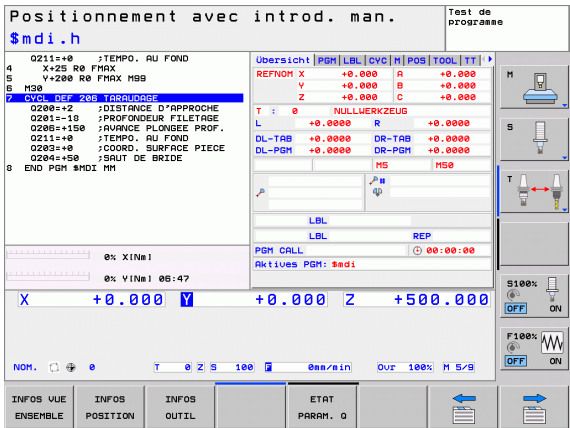 Positionnement avec introd. man.
Test de
programme
$mdi.h
Q211=+0 ;TEMPO. AU FOND
4 X+25 R0 FMAX
5 Y+200 R0 FMAX M99
6 M30
7 CYCL DEF 206 TARAUDAGE
Q200=+2 ;DISTANCE D'APPROCHE
Q201=-18 ;PROFONDEUR FILETAGE
Q206=+150 ;AVANCE PLONGEE PROF.
Q211=+0 ;TEMPO. AU FOND
Q203=+0 ;COORD. SURFACE PIECE
Q204=+50 ;SAUT DE BRIDE
8 END PGM $MDI MM
0% X[Nm]
0% Y[Nm] 06:47
Übersicht PGM LBL CYC M POS TOOL TT
REFNOM X +0.000 A +0.000
Y +0.000 B +0.000
Z +0.000 C +0.000
T : 0 NULLWERKZEUG
L +0.0000 R +0.0000
DL-TAB +0.0000 DR-TAB +0.0000
DL-PGM +0.0000 DR-PGM +0.0000
M5 M50
LBL
LBL REP
PGM CALL 00:00:00
Aktives PGM: $mdi
M
S
T
S100%
OFF ON
F100%
OFF ON
X +0.000 Y +0.000 Z +500.000
NOM. 0 T 0 Z S 100 F 0mm/min Ovr 100% M 5/9
INFOS VUE ENSEMBLE
INFOS POSITION
INFOS OUTIL
ETAT PARAM. Q